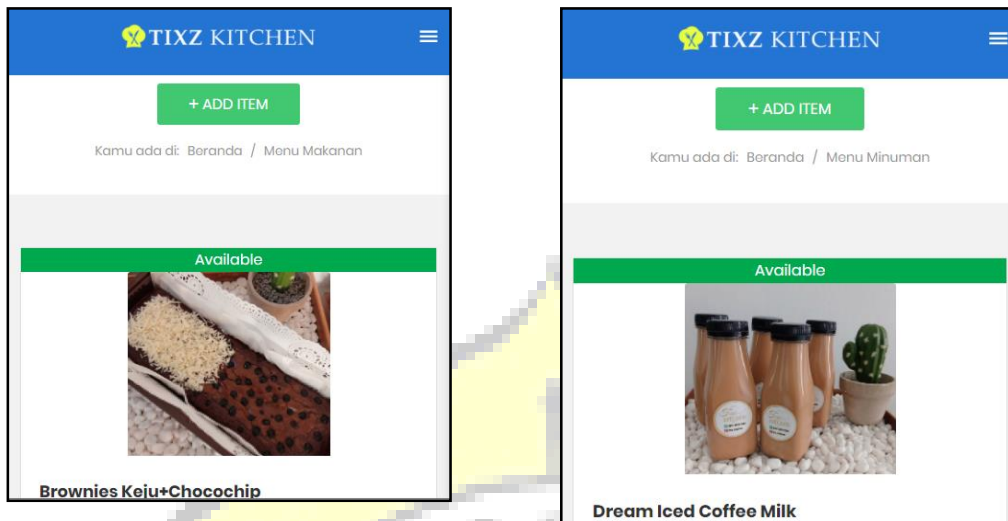 TIXZ KITCHEN
+ ADD ITEM
Kamu ada di: Beranda / Menu Makanan
Available
Brownies Keju+Chocochip
TIXZ KITCHEN
+ ADD ITEM
Kamu ada di: Beranda / Menu Minuman
Available
Dream Iced Coffee Milk